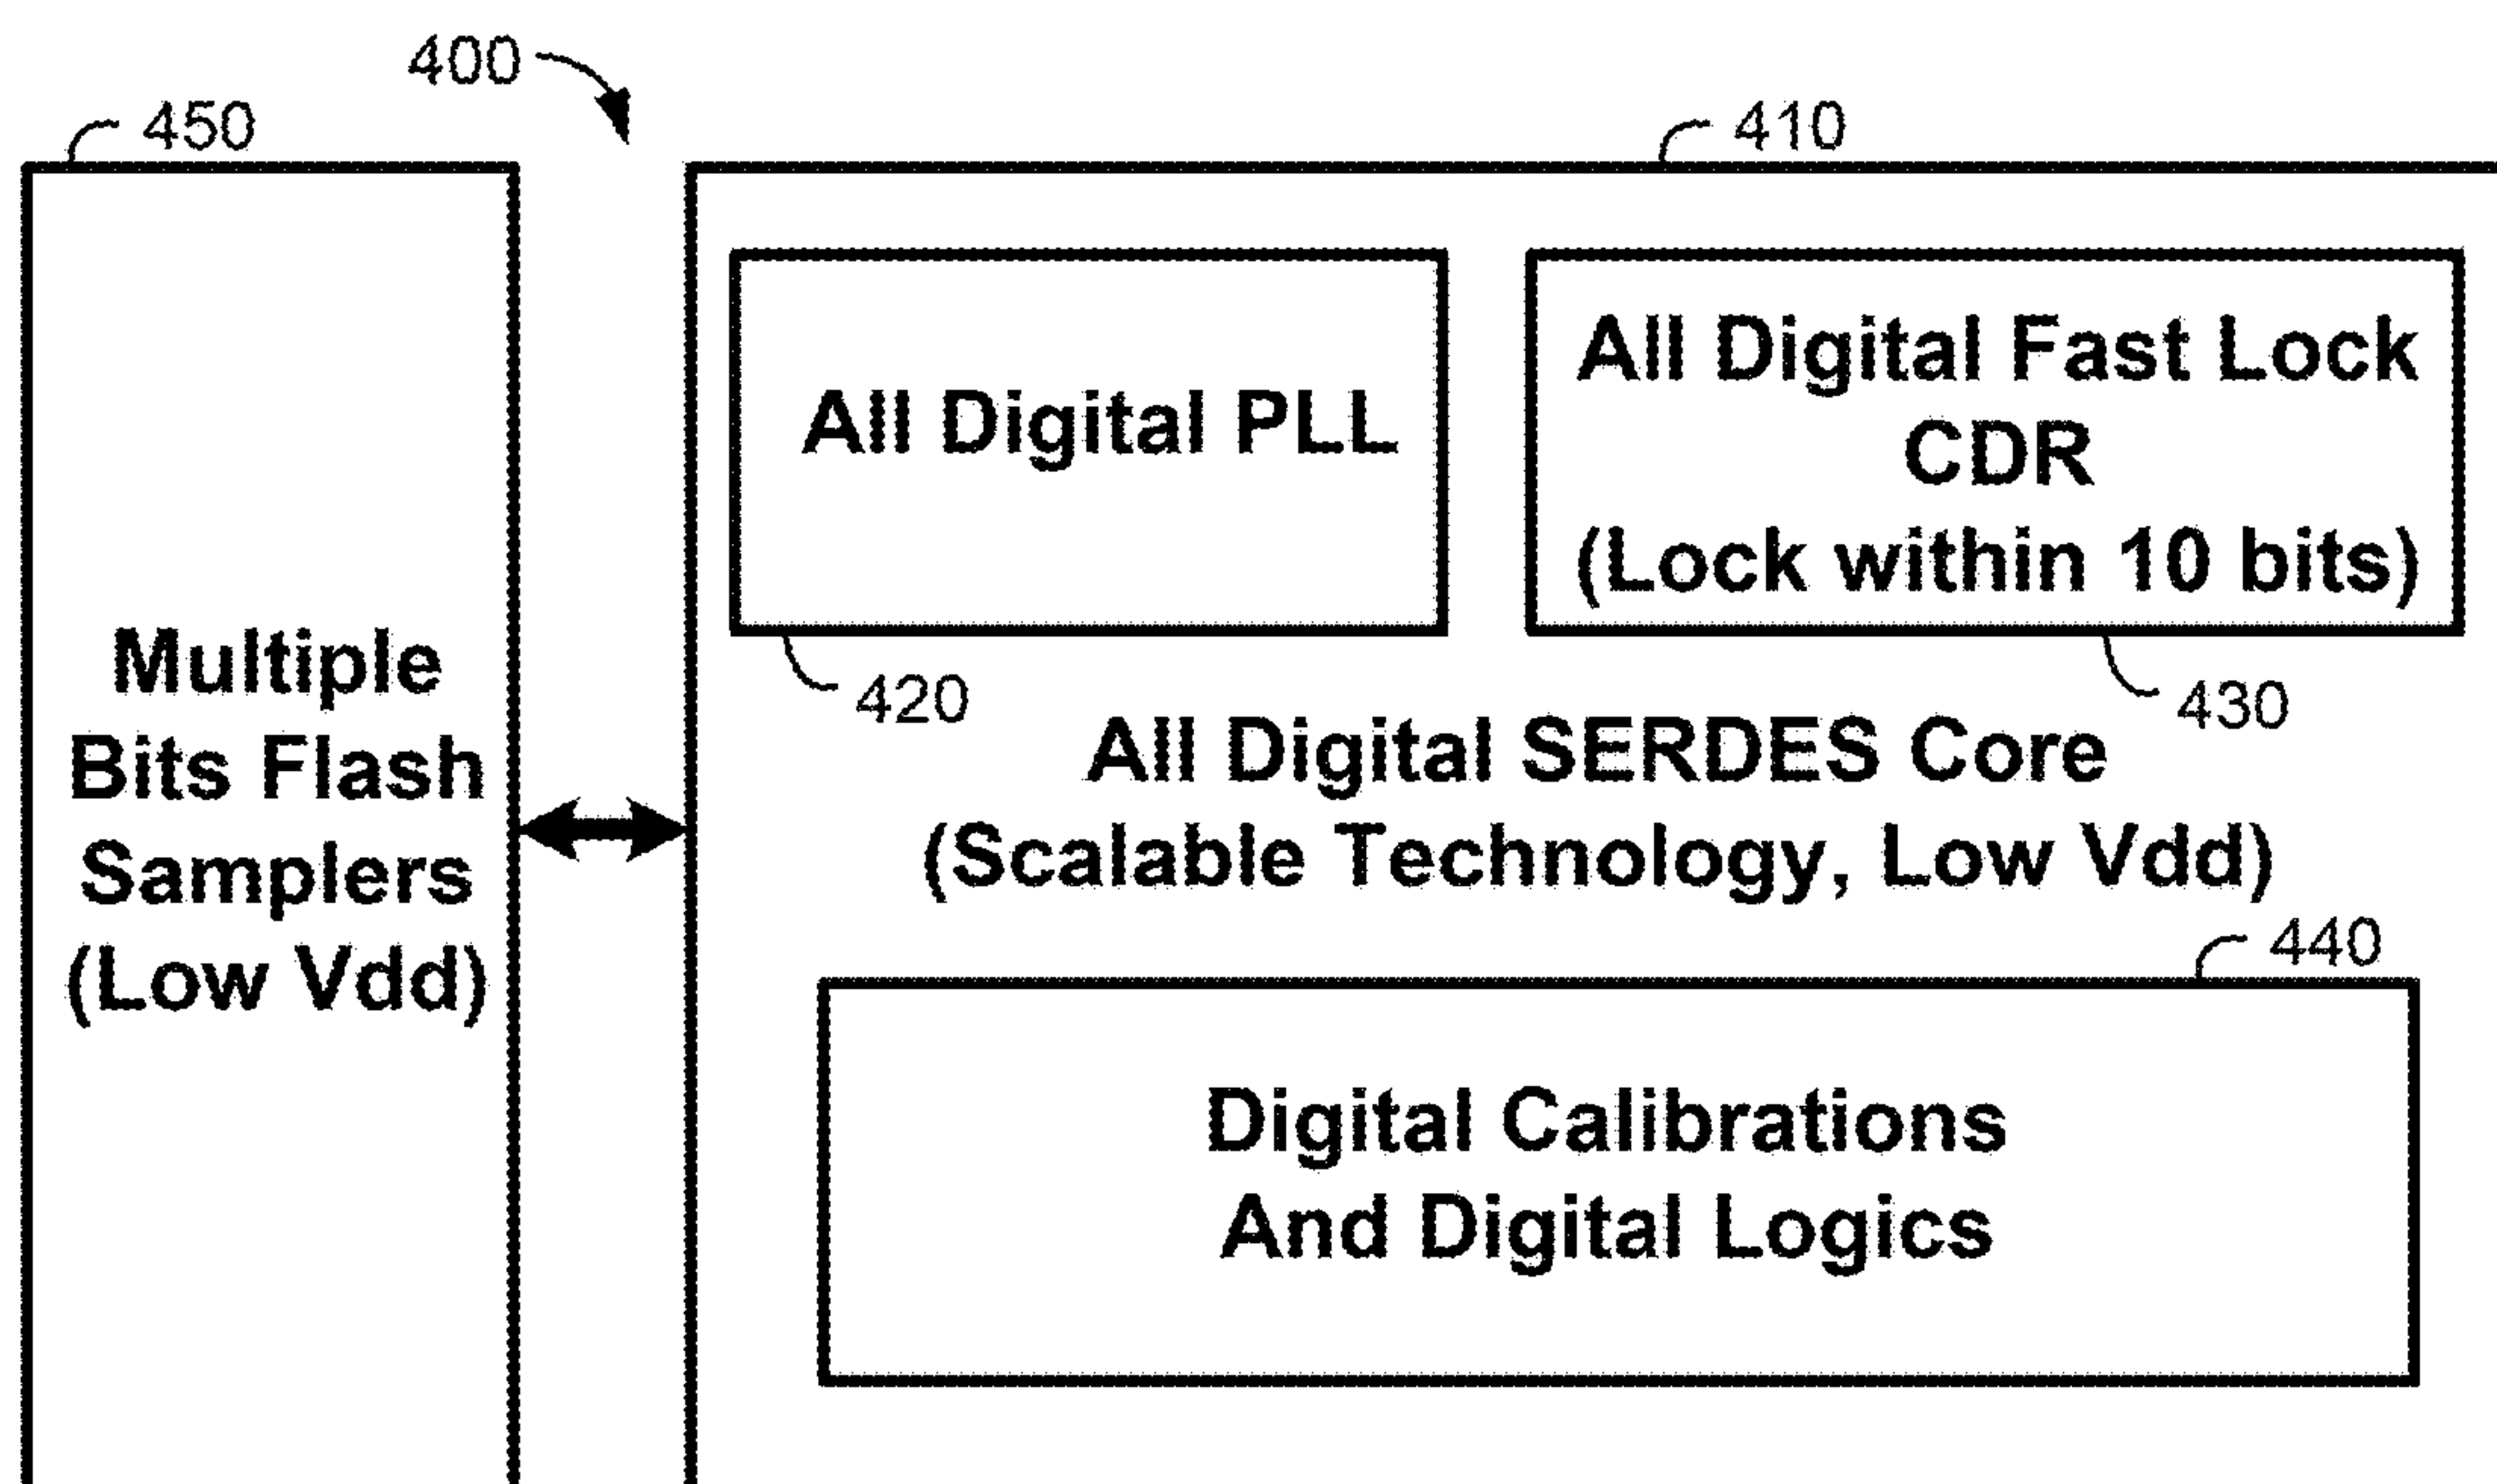 400
450
410
All Digital PLL
All Digital Fast Lock
CDR
(Lock within 10 bits)
420
430
Multiple
Bits Flash
Samplers
(Low Vdd)
All Digital SERDES Core
(Scalable Technology, Low Vdd)
440
Digital Calibrations
And Digital Logics